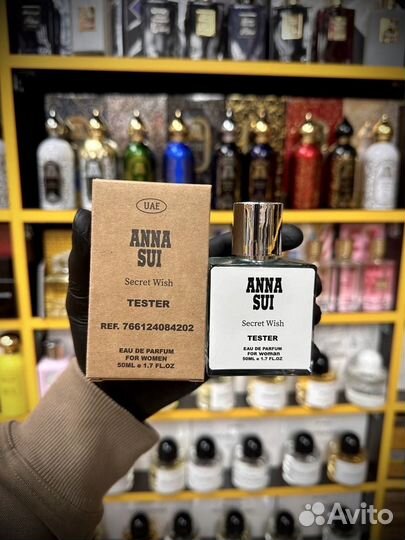 UAE
ANNA
SUI
Secret Wish
TESTER
REF. 766124084202
EAU DE PARFUM
FOR WOMEN
50ML e 1.7 FL.OZ
ANNA
SUI
Secret Wish
TESTER
EAU DE PARFUM
FOR woman
50ML e 1.7 FL.OZ
Avito